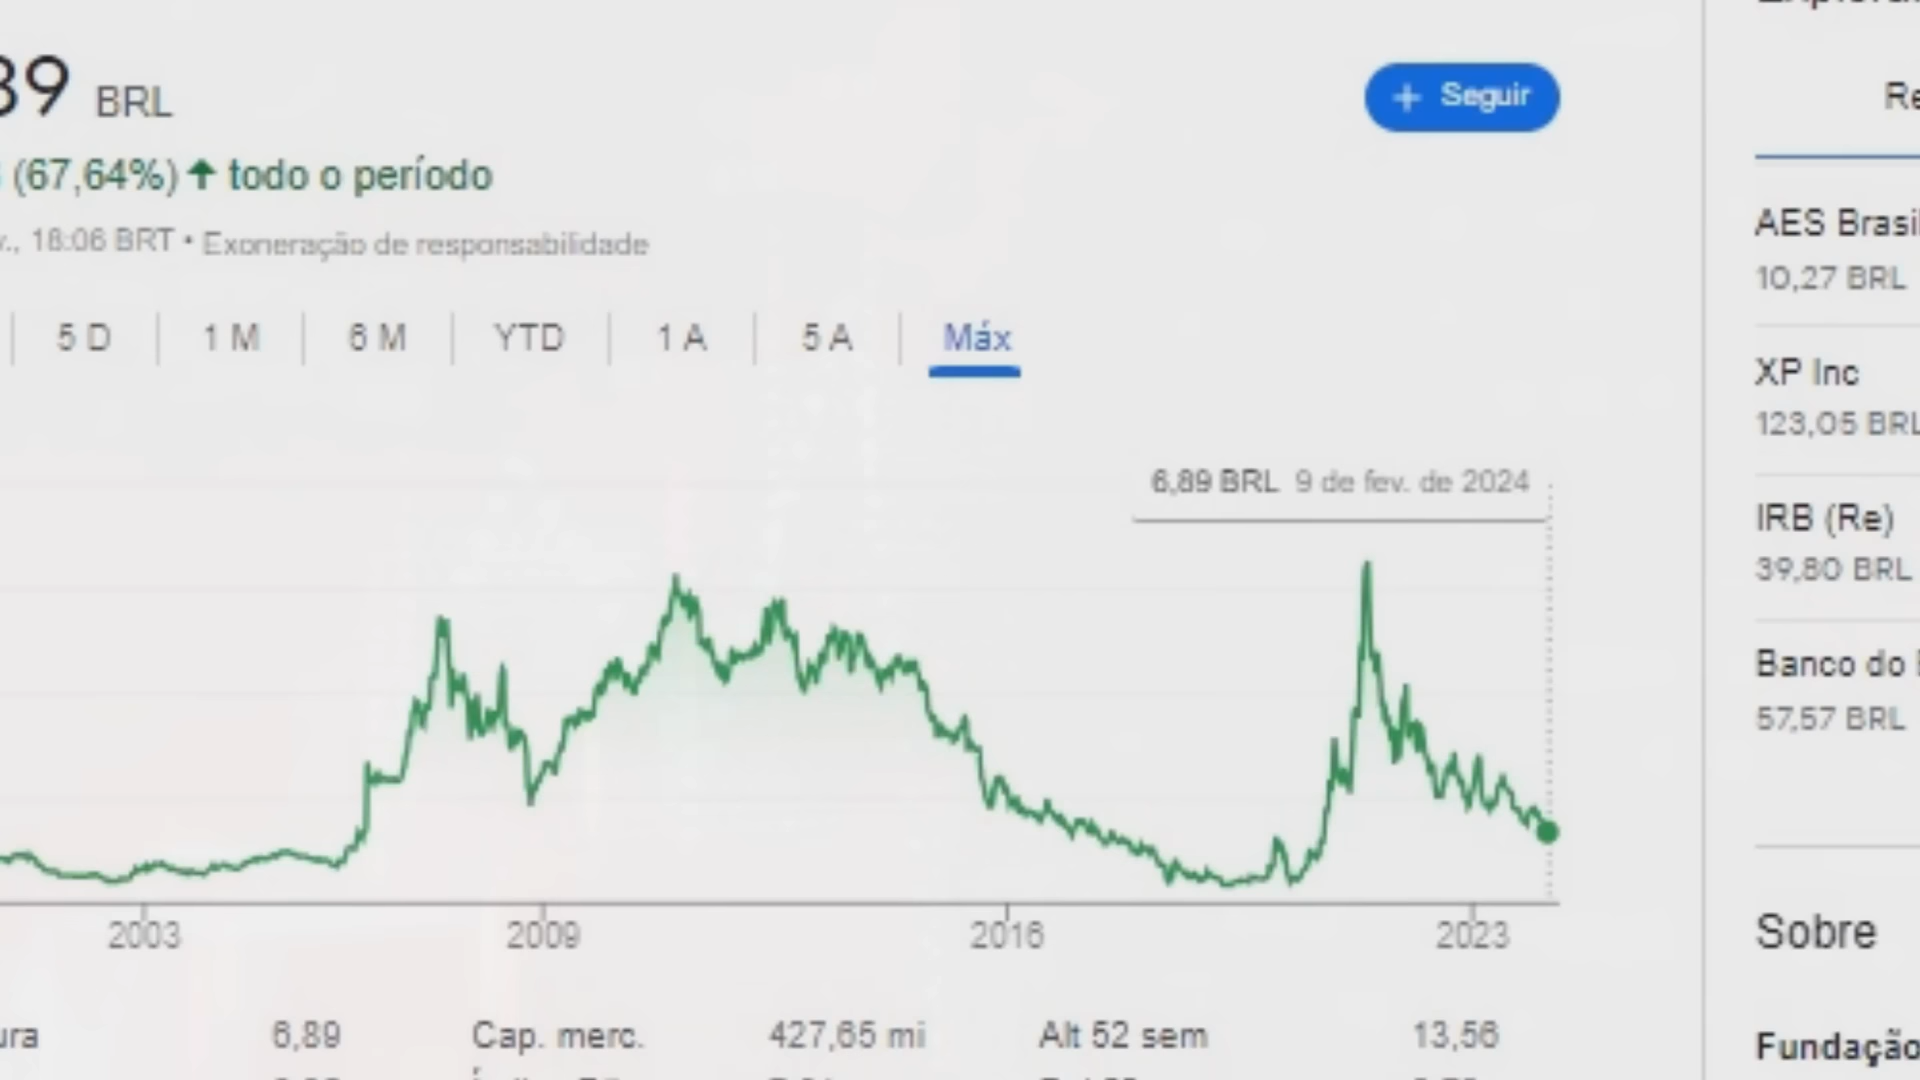 89 BRL
+ Seguir
(67,64%) ↑ todo o período
18:06 BRT • Exoneração de responsabilidade
5 D | 1 M | 6 M | YTD | 1 A | 5 A | Máx
6,89 BRL 9 de fev. de 2024
2003 2009 2016 2023
6,89 Cap. merc. 427,65 mi Alt 52 sem 13,56
Re
AES Brasil
10,27 BRL
XP Inc
123,05 BRL
IRB (Re)
39,80 BRL
Banco do
57,57 BRL
Sobre
Fundação